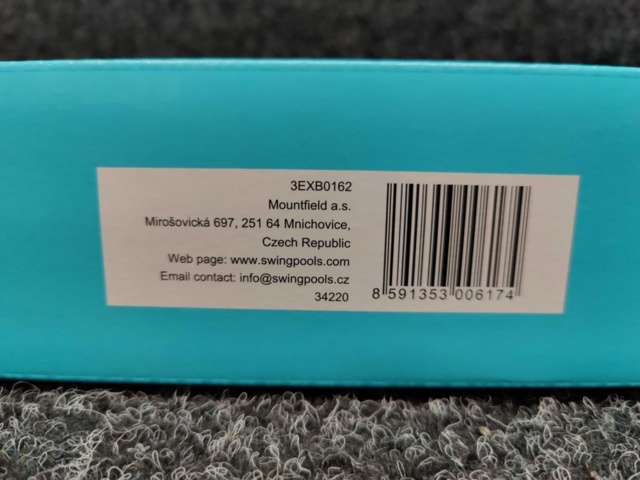 3EXB0162
Mountfield a.s.
Mirošovická 697, 251 64 Mnichovice,
Czech Republic
Web page: www.swingpools.com
Email contact: info@swingpools.cz
34220
8 591353 006174